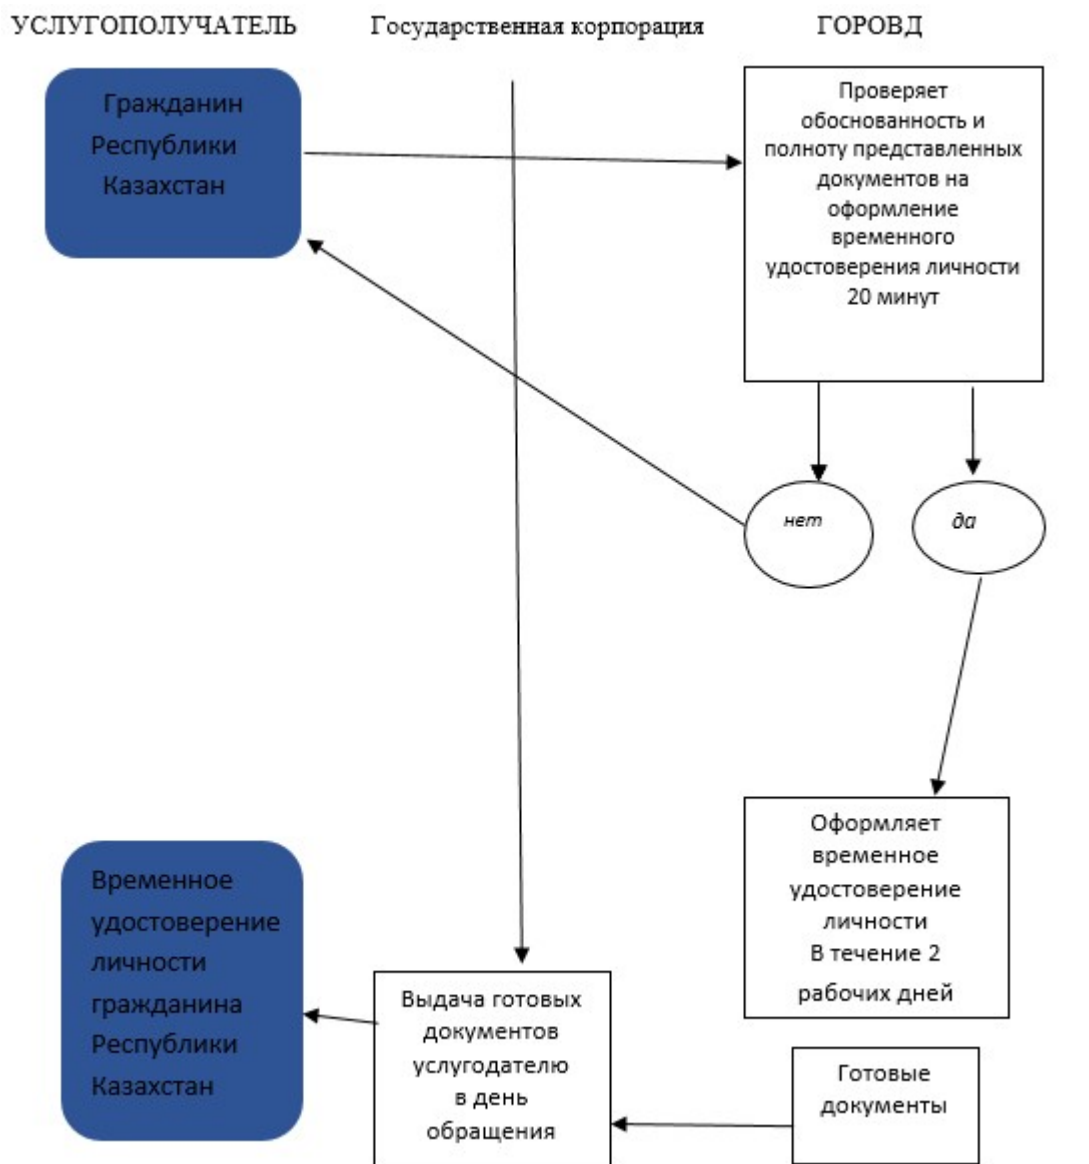 УСЛУГОПОЛУЧАТЕЛЬ
Государственная корпорация
ГОРОВД
Гражданин
Республики
Казахстан
Проверяет
обоснованность и
полноту представленных
документов на
оформление
временного
удостоверения личности
20 минут
нет
да
Оформляет
временное
удостоверение
личности
В течение 2
рабочих дней
Временное
удостоверение
личности
гражданина
Республики
Казахстан
Выдача готовых
документов
услугодателю
в день
обращения
Готовые
документы